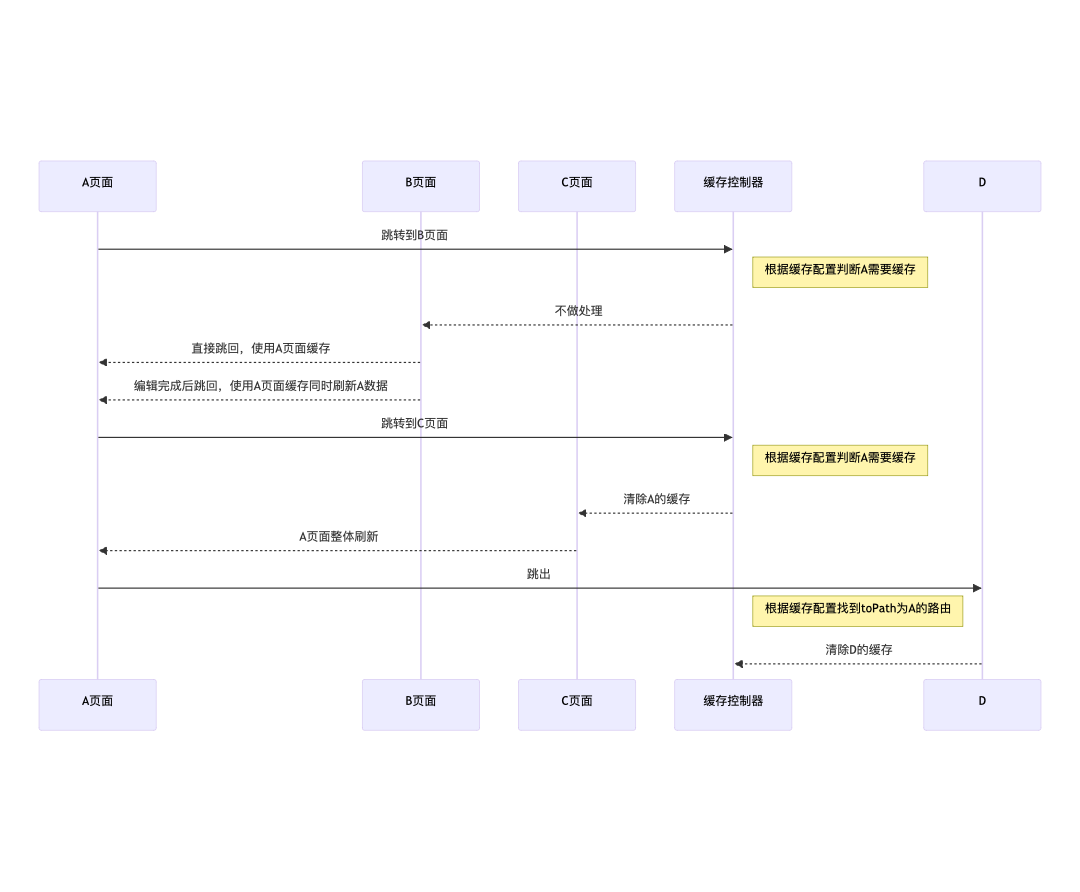 A页面
B页面
C页面
缓存控制器
D
跳转到B页面
根据缓存配置判断A需要缓存
不做处理
直接跳回，使用A页面缓存
编辑完成后跳回，使用A页面缓存同时刷新A数据
跳转到C页面
根据缓存配置判断A需要缓存
清除A的缓存
A页面整体刷新
跳出
根据缓存配置找到toPath为A的路由
清除D的缓存
A页面
B页面
C页面
缓存控制器
D